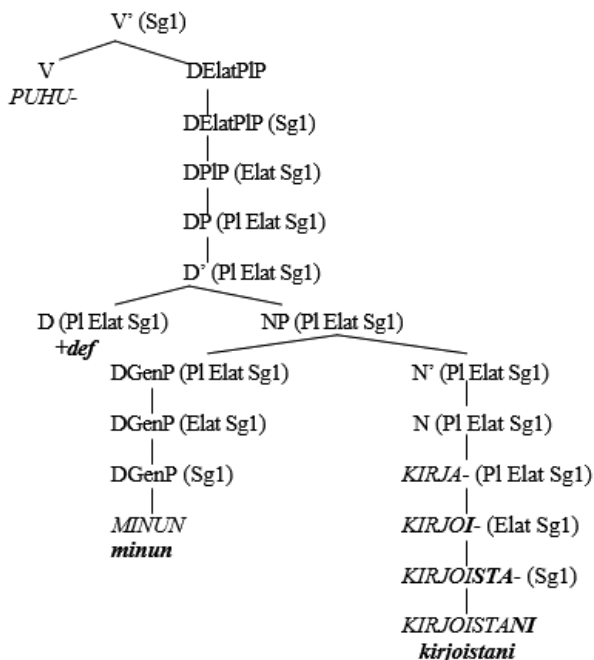 V’ (Sg1)
V DElatPlP
PUHU-
DElatPlP (Sg1)
DPlP (Elat Sg1)
DP (Pl Elat Sg1)
D’ (Pl Elat Sg1)
D (Pl Elat Sg1) NP (Pl Elat Sg1)
+def
DGenP (Pl Elat Sg1) N’ (Pl Elat Sg1)
DGenP (Elat Sg1) N (Pl Elat Sg1)
DGenP (Sg1) KIRJA- (Pl Elat Sg1)
MINUN KIRJOI- (Elat Sg1)
minun
KIRJOISTA- (Sg1)
KIRJOISTANI
kirjoistani